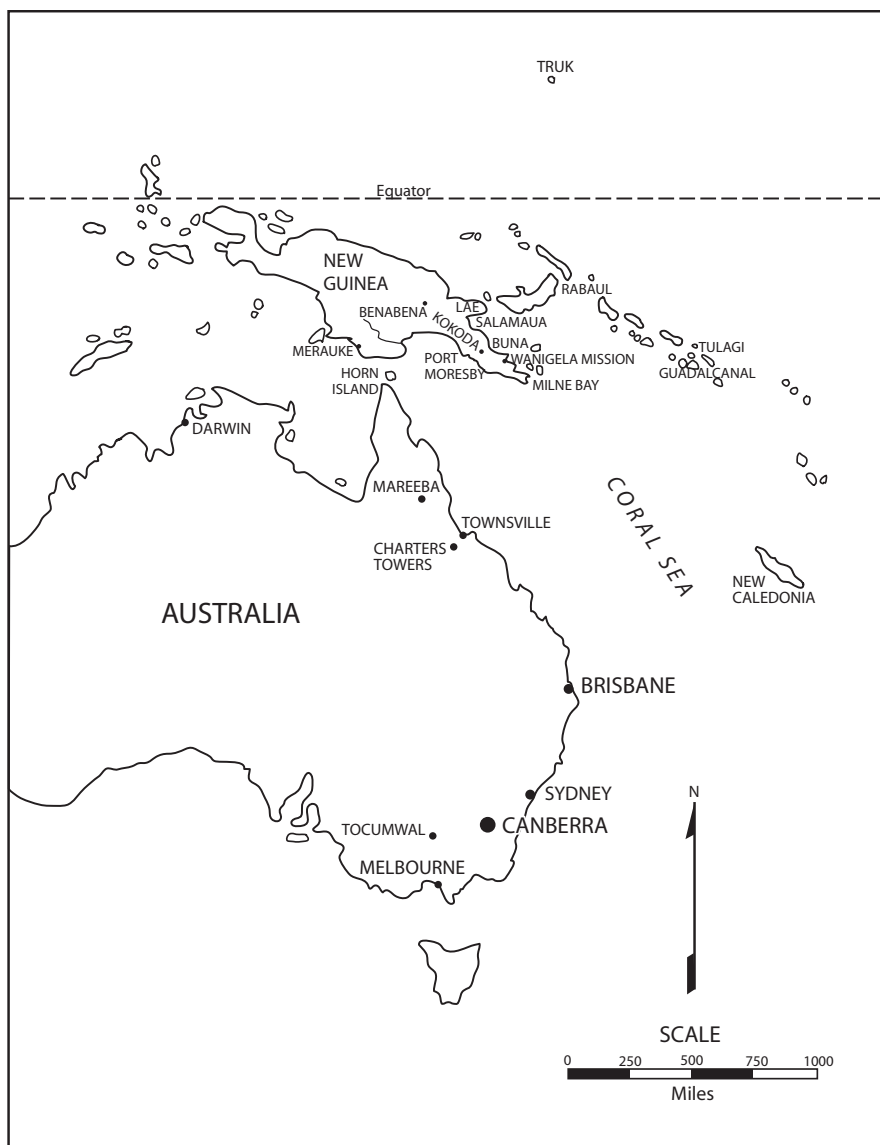 TRUK
Equator
NEW
GUINEA
RABAUL
BENABENA
LAE
SALAMAUA
KOKODA
BUNA
TULAGI
MERAUKE
PORT
MORESBY
WANIGELA MISSION
GUADALCANAL
HORN
ISLAND
MILNE BAY
DARWIN
MAREEBA
CORAL SEA
TOWNSVILLE
CHARTERS
TOWERS
NEW
CALEDONIA
AUSTRALIA
BRISBANE
N
SYDNEY
CANBERRA
TOCUMWAL
MELBOURNE
SCALE
0 250 500 750 1000
Miles